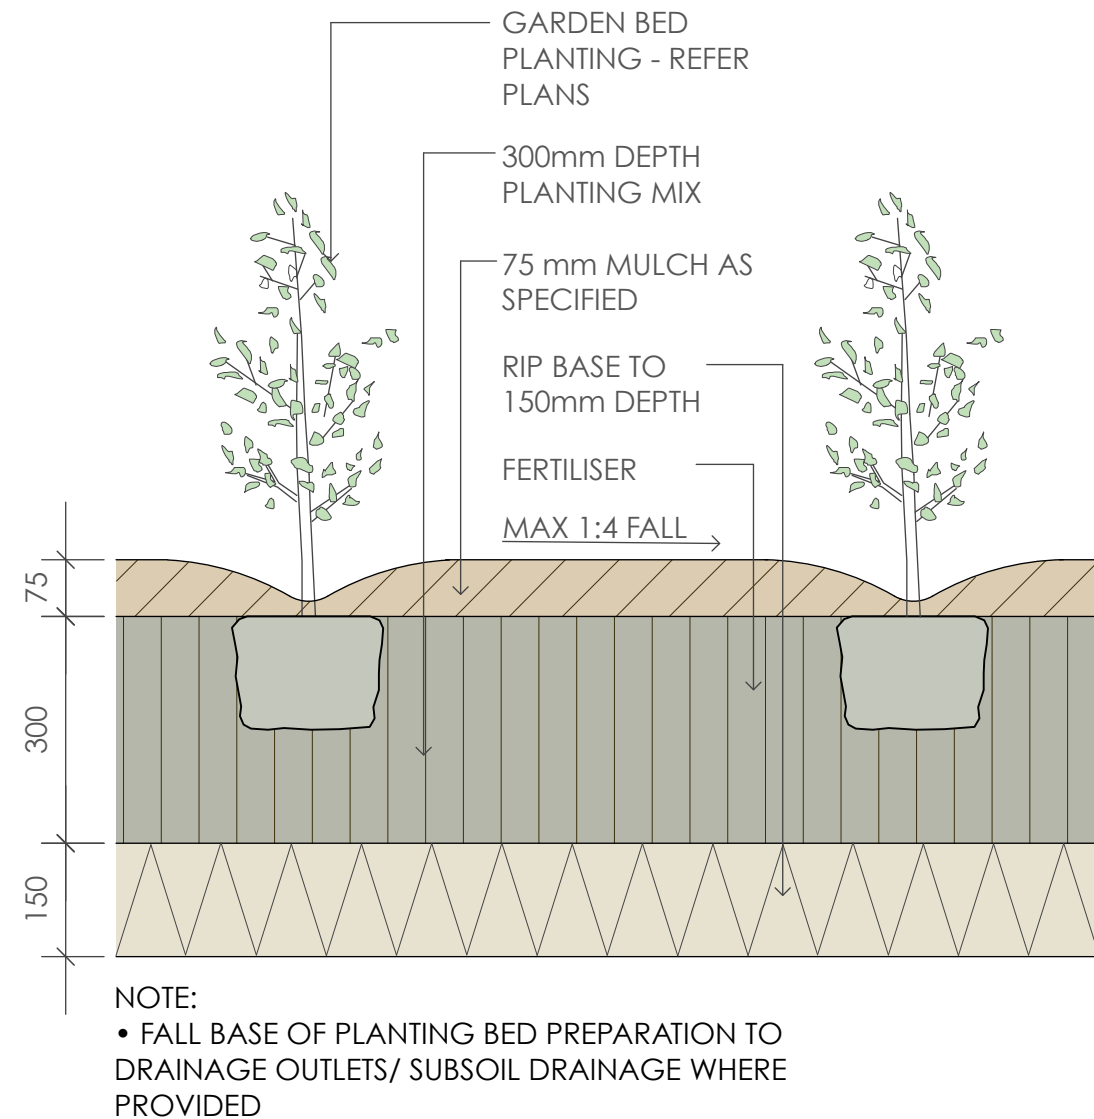 GARDEN BED
PLANTING - REFER
PLANS
300mm DEPTH
PLANTING MIX
75 mm MULCH AS
SPECIFIED
RIP BASE TO
150mm DEPTH
FERTILISER
MAX 1:4 FALL
75
300
150
NOTE:
• FALL BASE OF PLANTING BED PREPARATION TO
DRAINAGE OUTLETS/ SUBSOIL DRAINAGE WHERE
PROVIDED